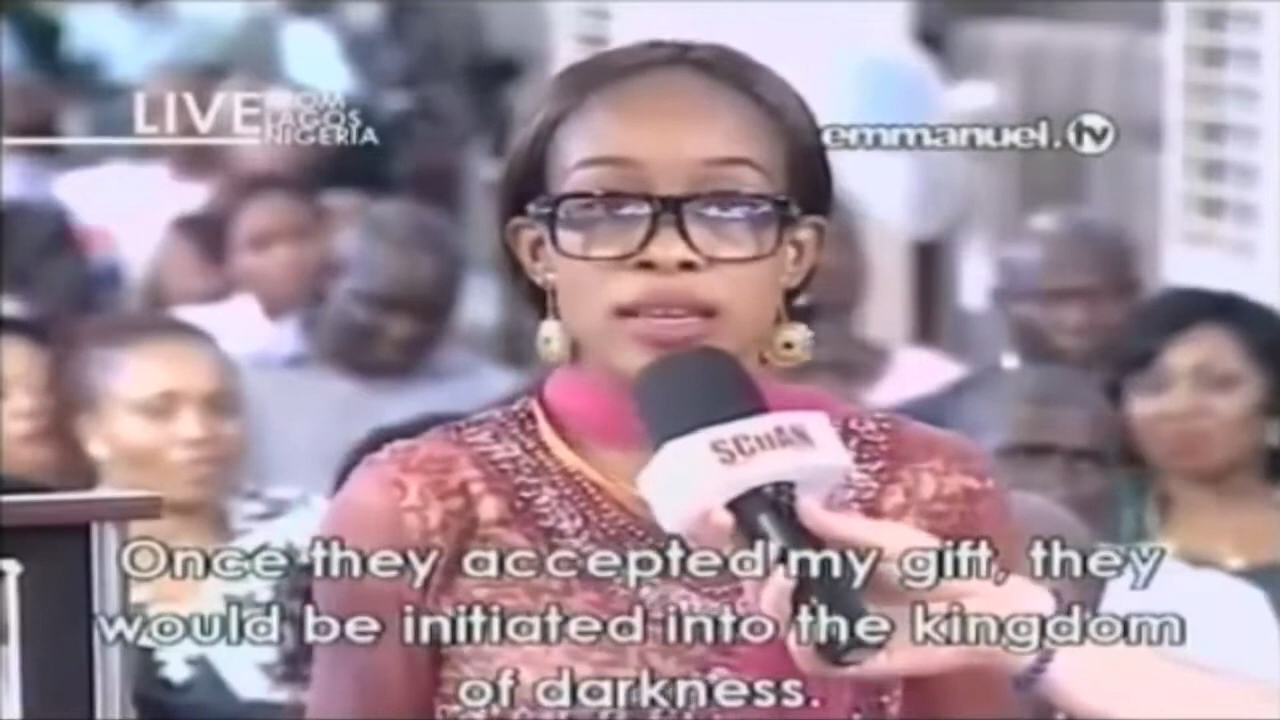 LIVE FROM
LAGOS
NIGERIA
emmanuel.tv
SCOAN
Once they accepted my gift, they
would be initiated into the kingdom
of darkness.